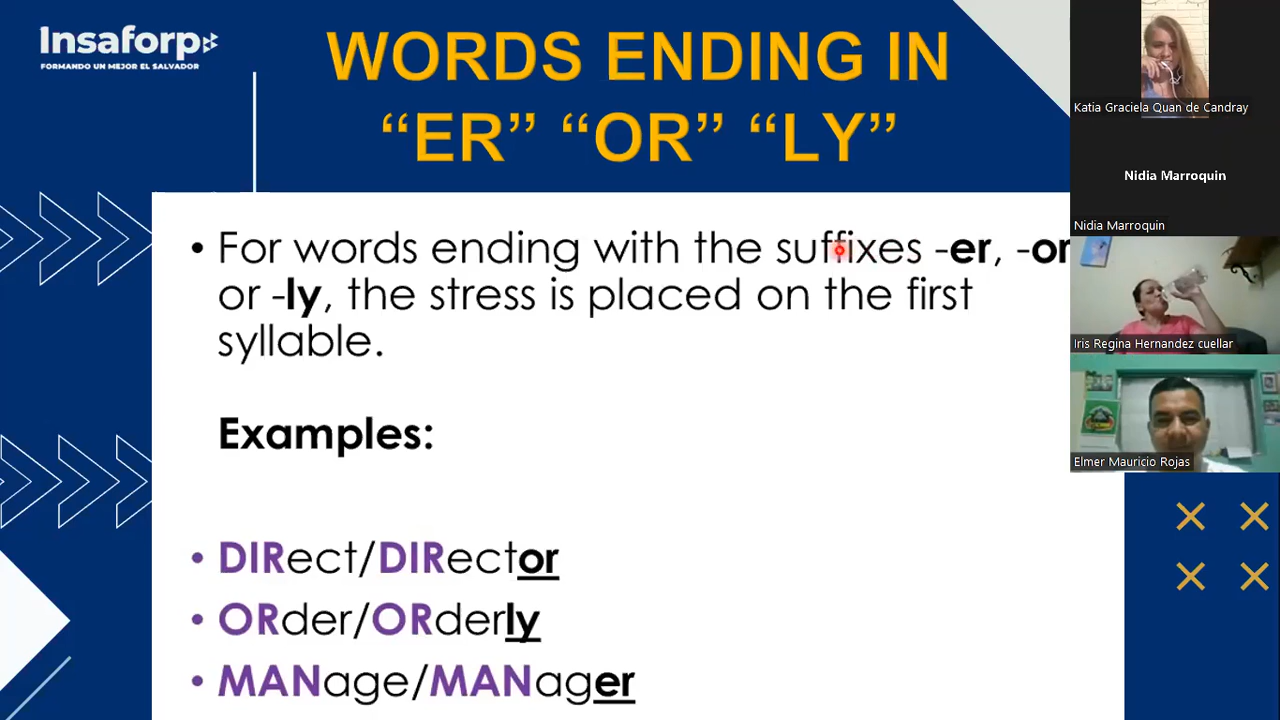 Insaforp
FORMANDO UN MEJOR EL SALVADOR
WORDS ENDING IN
“ER” “OR” “LY”
• For words ending with the suffixes -er, -or
or -ly, the stress is placed on the first
syllable.
Examples:
• DIRect/DIRector
• ORder/ORderly
• MANage/MANager
Katia Graciela Quan de Candray
Nidia Marroquin
Nidia Marroquin
Iris Regina Hernandez cuellar
Elmer Mauricio Rojas